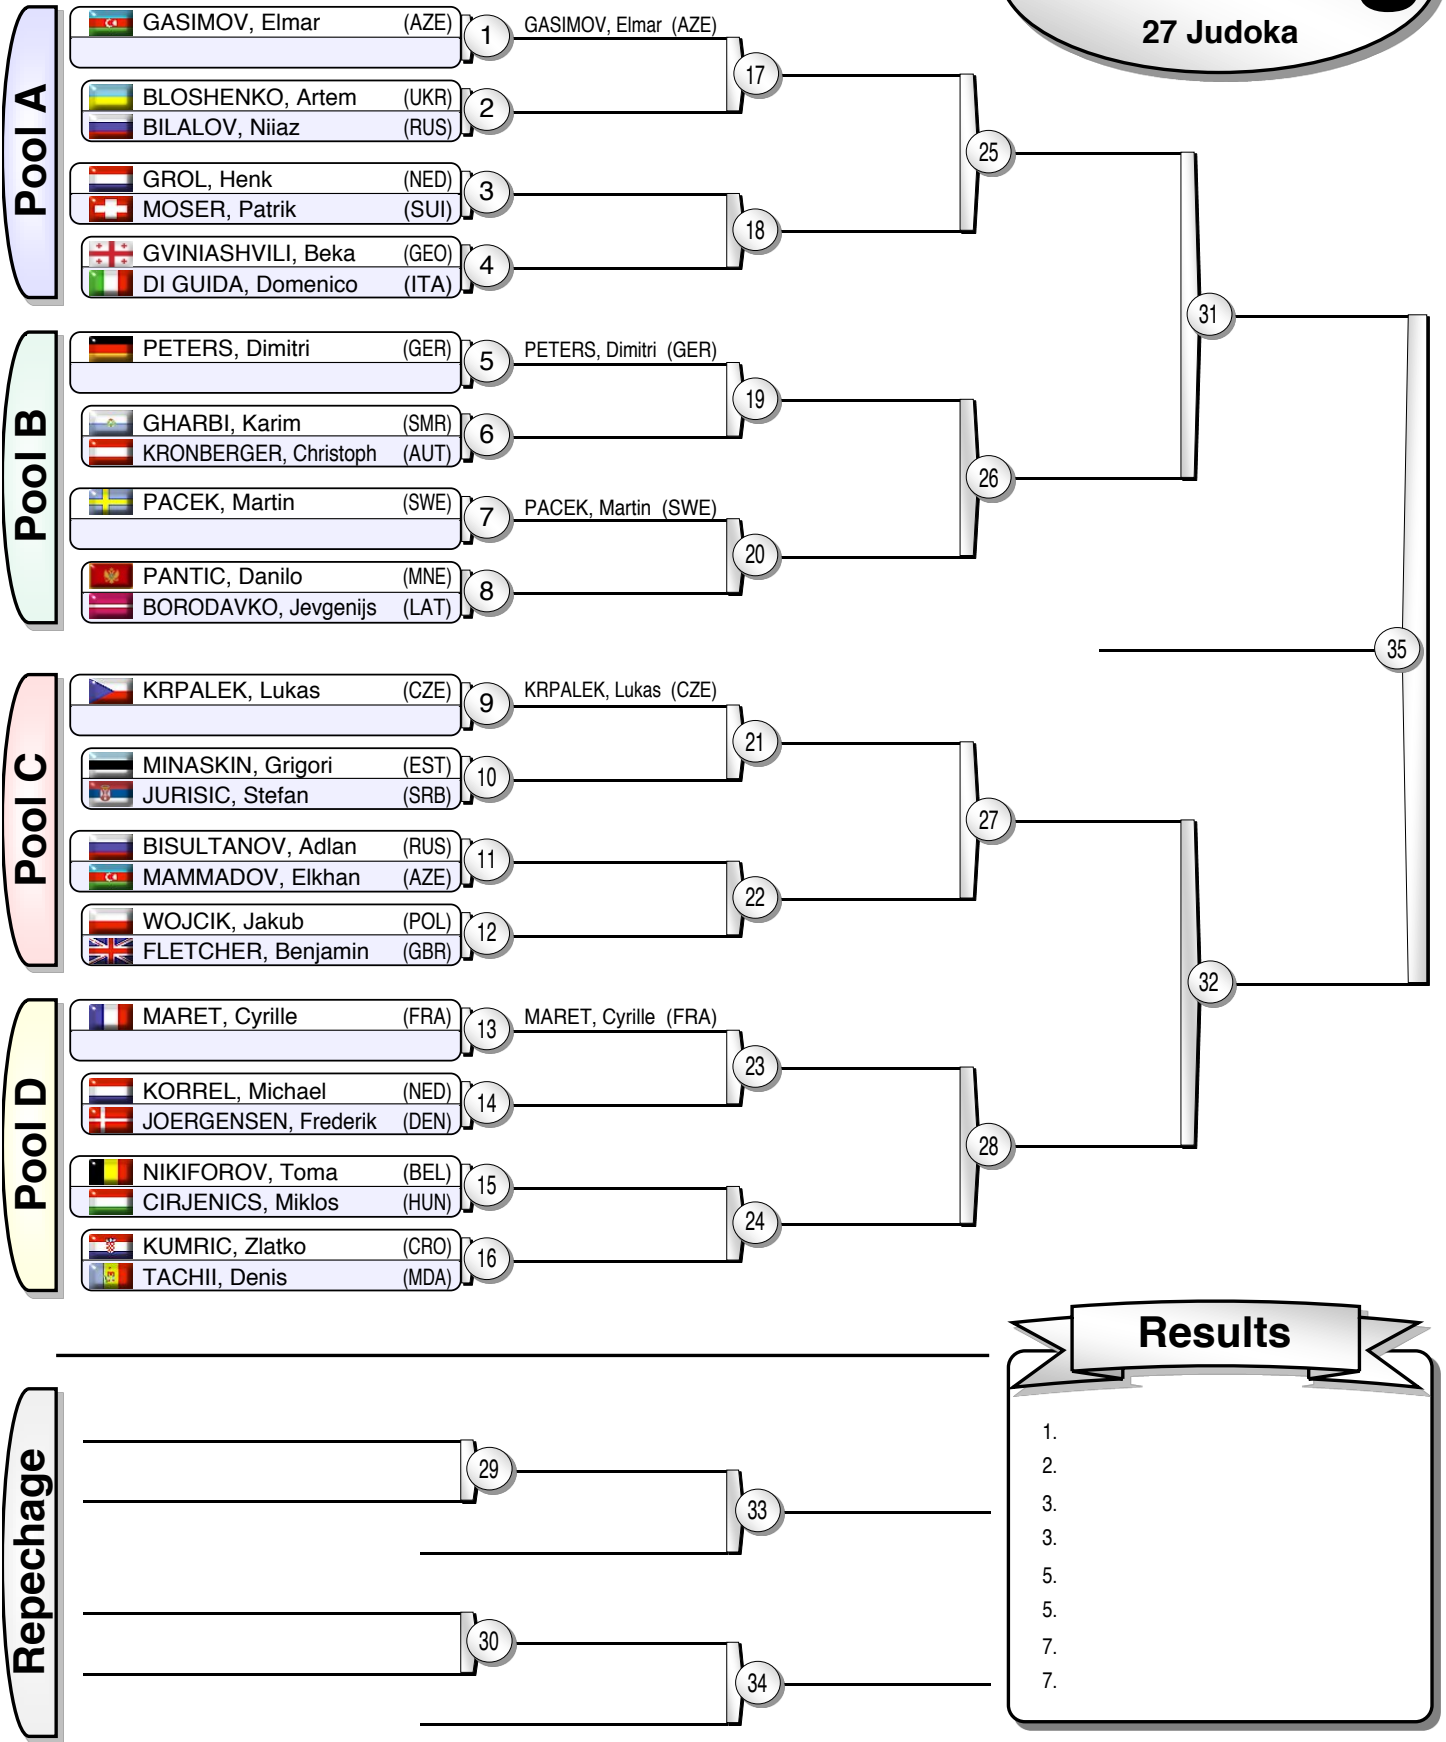 27 Judoka
Pool A
GASIMOV, Elmar (AZE) 1 GASIMOV, Elmar (AZE)
17
BLOSHENKO, Artem (UKR) 2
BILALOV, Niiaz (RUS)
25
GROL, Henk (NED) 3
MOSER, Patrik (SUI)
18
GVINIASHVILI, Beka (GEO) 4
DI GUIDA, Domenico (ITA)
31
Pool B
PETERS, Dimitri (GER) 5 PETERS, Dimitri (GER)
19
GHARBI, Karim (SMR) 6
KRONBERGER, Christoph (AUT)
26
PACEK, Martin (SWE) 7 PACEK, Martin (SWE)
20
PANTIC, Danilo (MNE) 8
BORODAVKO, Jevgenijs (LAT)
35
Pool C
KRPALEK, Lukas (CZE) 9 KRPALEK, Lukas (CZE)
21
MINASKIN, Grigori (EST) 10
JURISIC, Stefan (SRB)
27
BISULTANOV, Adlan (RUS) 11
MAMMADOV, Elkhan (AZE)
22
WOJCIK, Jakub (POL) 12
FLETCHER, Benjamin (GBR)
32
Pool D
MARET, Cyrille (FRA) 13 MARET, Cyrille (FRA)
23
KORREL, Michael (NED) 14
JOERGENSEN, Frederik (DEN)
28
NIKIFOROV, Toma (BEL) 15
CIRJENICS, Miklos (HUN)
24
KUMRIC, Zlatko (CRO) 16
TACHII, Denis (MDA)
Repechage
29
33
30
34
Results
1.
2.
3.
3.
5.
5.
7.
7.